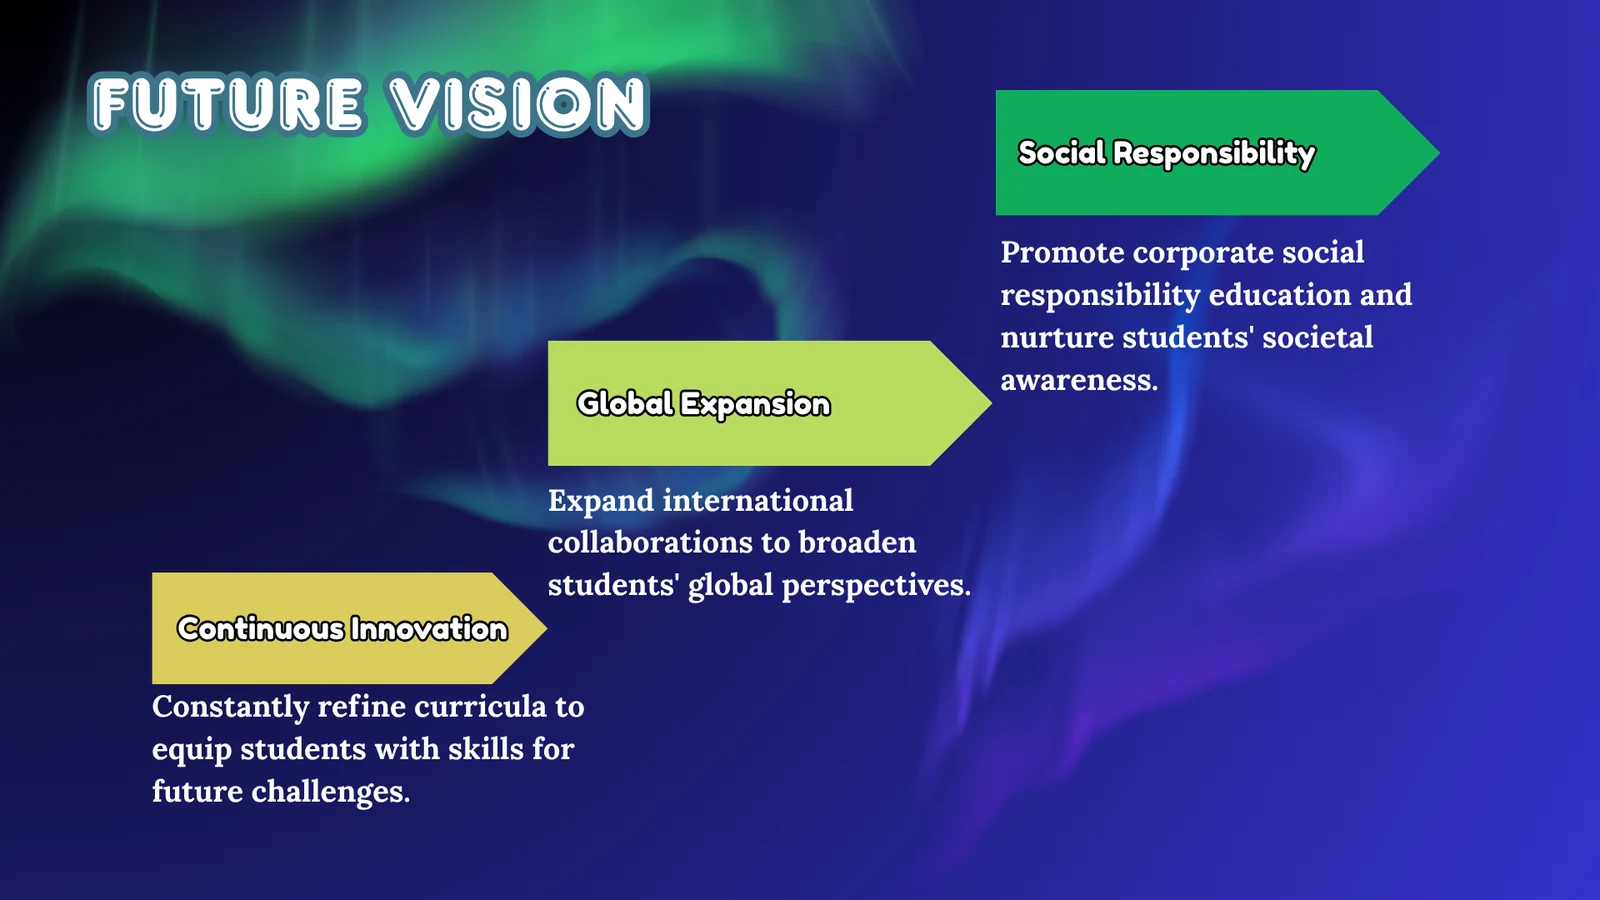 FUTURE VISION
Social Responsibility
Promote corporate social
responsibility education and
nurture students' societal
awareness.
Global Expansion
Expand international
collaborations to broaden
students' global perspectives.
Continuous Innovation
Constantly refine curricula to
equip students with skills for
future challenges.